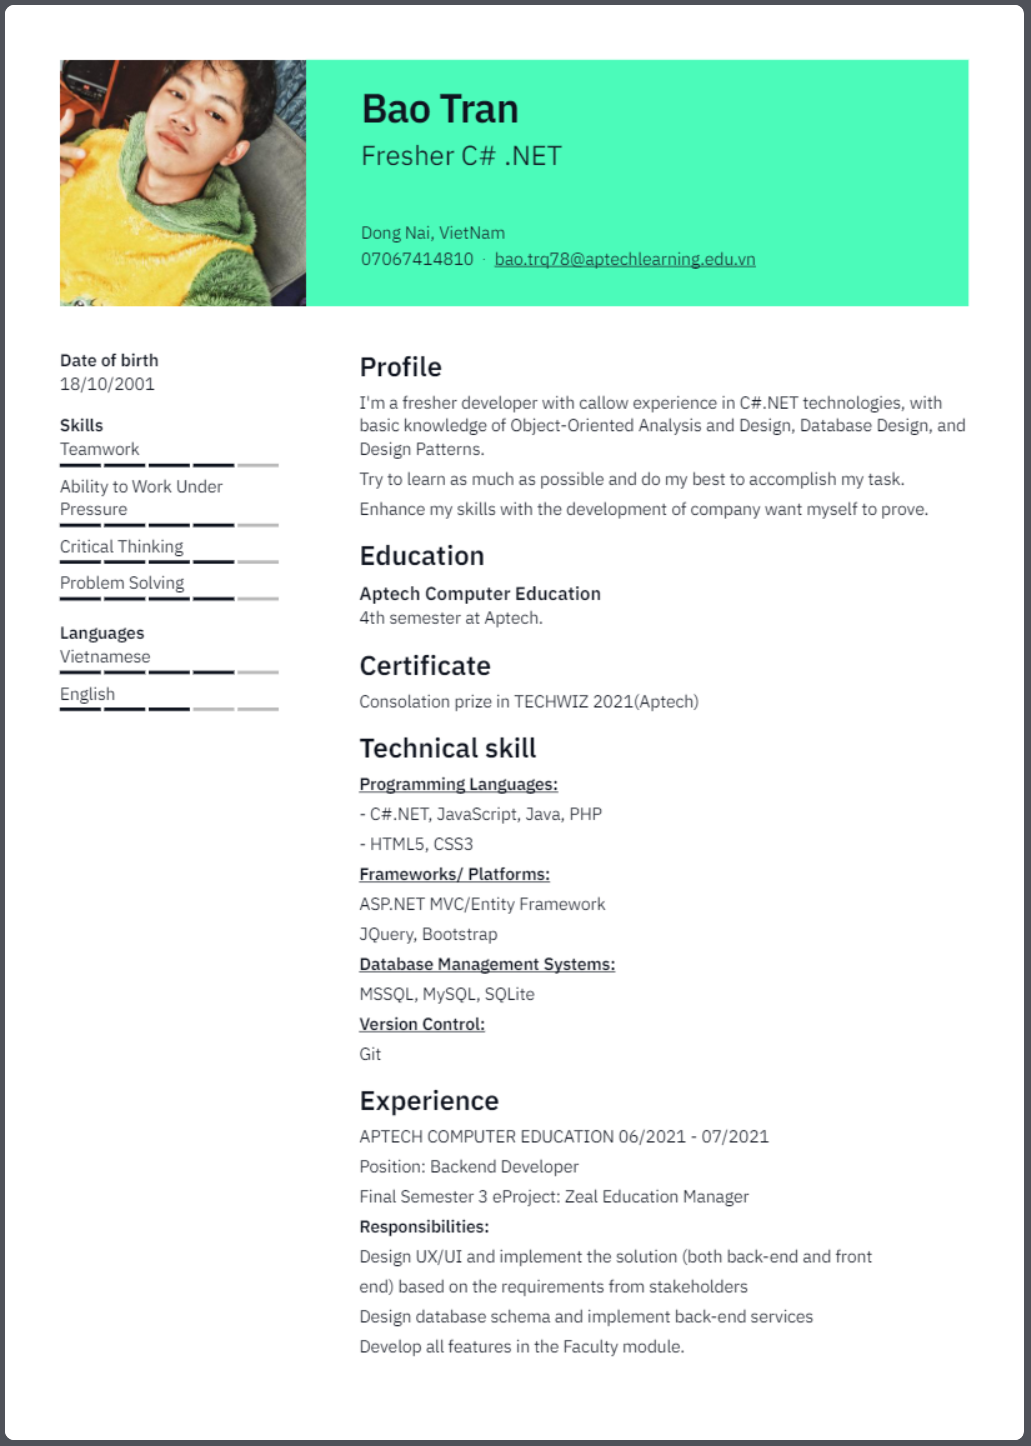 Bao Tran
Fresher C# .NET
Dong Nai, VietNam
07067414810 · bao.trq78@aptechlearning.edu.vn
Date of birth
18/10/2001
Skills
Teamwork
Ability to Work Under
Pressure
Critical Thinking
Problem Solving
Languages
Vietnamese
English
Profile
I'm a fresher developer with callow experience in C#.NET technologies, with
basic knowledge of Object-Oriented Analysis and Design, Database Design, and
Design Patterns.
Try to learn as much as possible and do my best to accomplish my task.
Enhance my skills with the development of company want myself to prove.
Education
Aptech Computer Education
4th semester at Aptech.
Certificate
Consolation prize in TECHWIZ 2021(Aptech)
Technical skill
Programming Languages:
- C#.NET, JavaScript, Java, PHP
- HTML5, CSS3
Frameworks/ Platforms:
ASP.NET MVC/Entity Framework
JQuery, Bootstrap
Database Management Systems:
MSSQL, MySQL, SQLite
Version Control:
Git
Experience
APTECH COMPUTER EDUCATION 06/2021 - 07/2021
Position: Backend Developer
Final Semester 3 eProject: Zeal Education Manager
Responsibilities:
Design UX/UI and implement the solution (both back-end and front
end) based on the requirements from stakeholders
Design database schema and implement back-end services
Develop all features in the Faculty module.